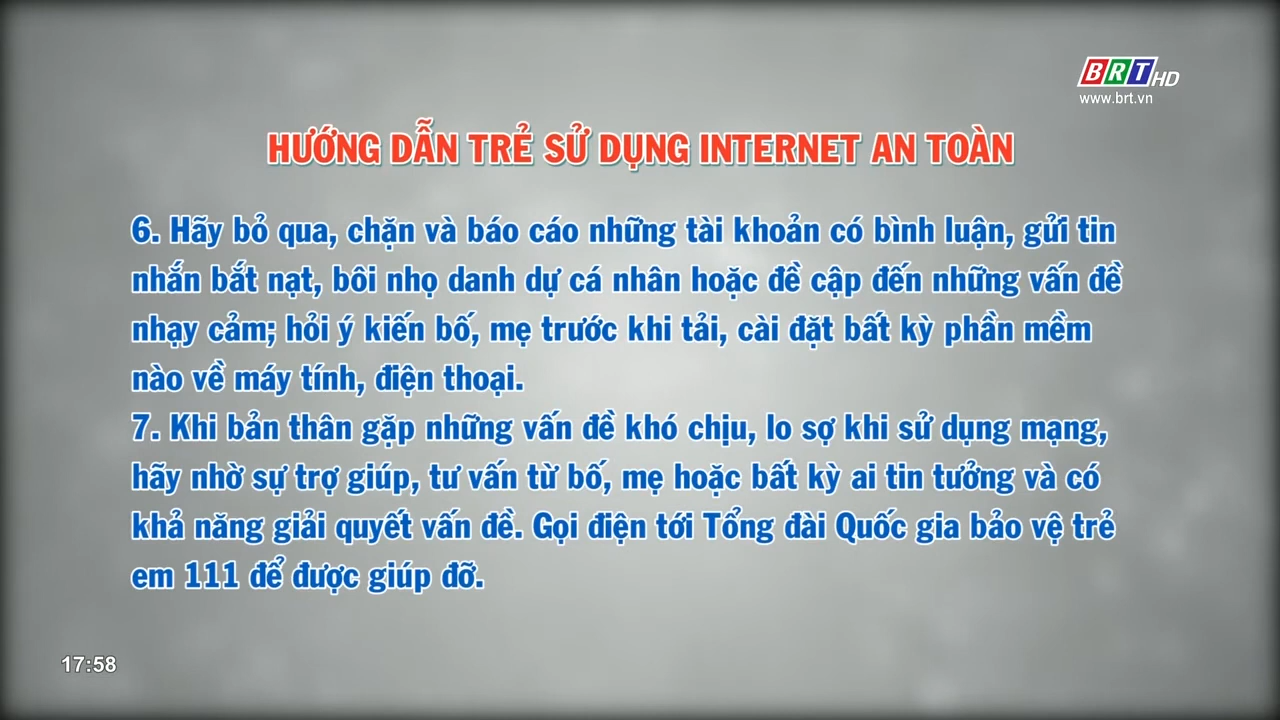 BRT HD
www.brt.vn
HƯỚNG DẪN TRẺ SỬ DỤNG INTERNET AN TOÀN
6. Hãy bỏ qua, chặn và báo cáo những tài khoản có bình luận, gửi tin
nhắn bắt nạt, bôi nhọ danh dự cá nhân hoặc đề cập đến những vấn đề
nhạy cảm; hỏi ý kiến bố, mẹ trước khi tải, cài đặt bất kỳ phần mềm
nào về máy tính, điện thoại.
7. Khi bản thân gặp những vấn đề khó chịu, lo sợ khi sử dụng mạng,
hãy nhờ sự trợ giúp, tư vấn từ bố, mẹ hoặc bất kỳ ai tin tưởng và có
khả năng giải quyết vấn đề. Gọi điện tới Tổng đài Quốc gia bảo vệ trẻ
em 111 để được giúp đỡ.
17:58